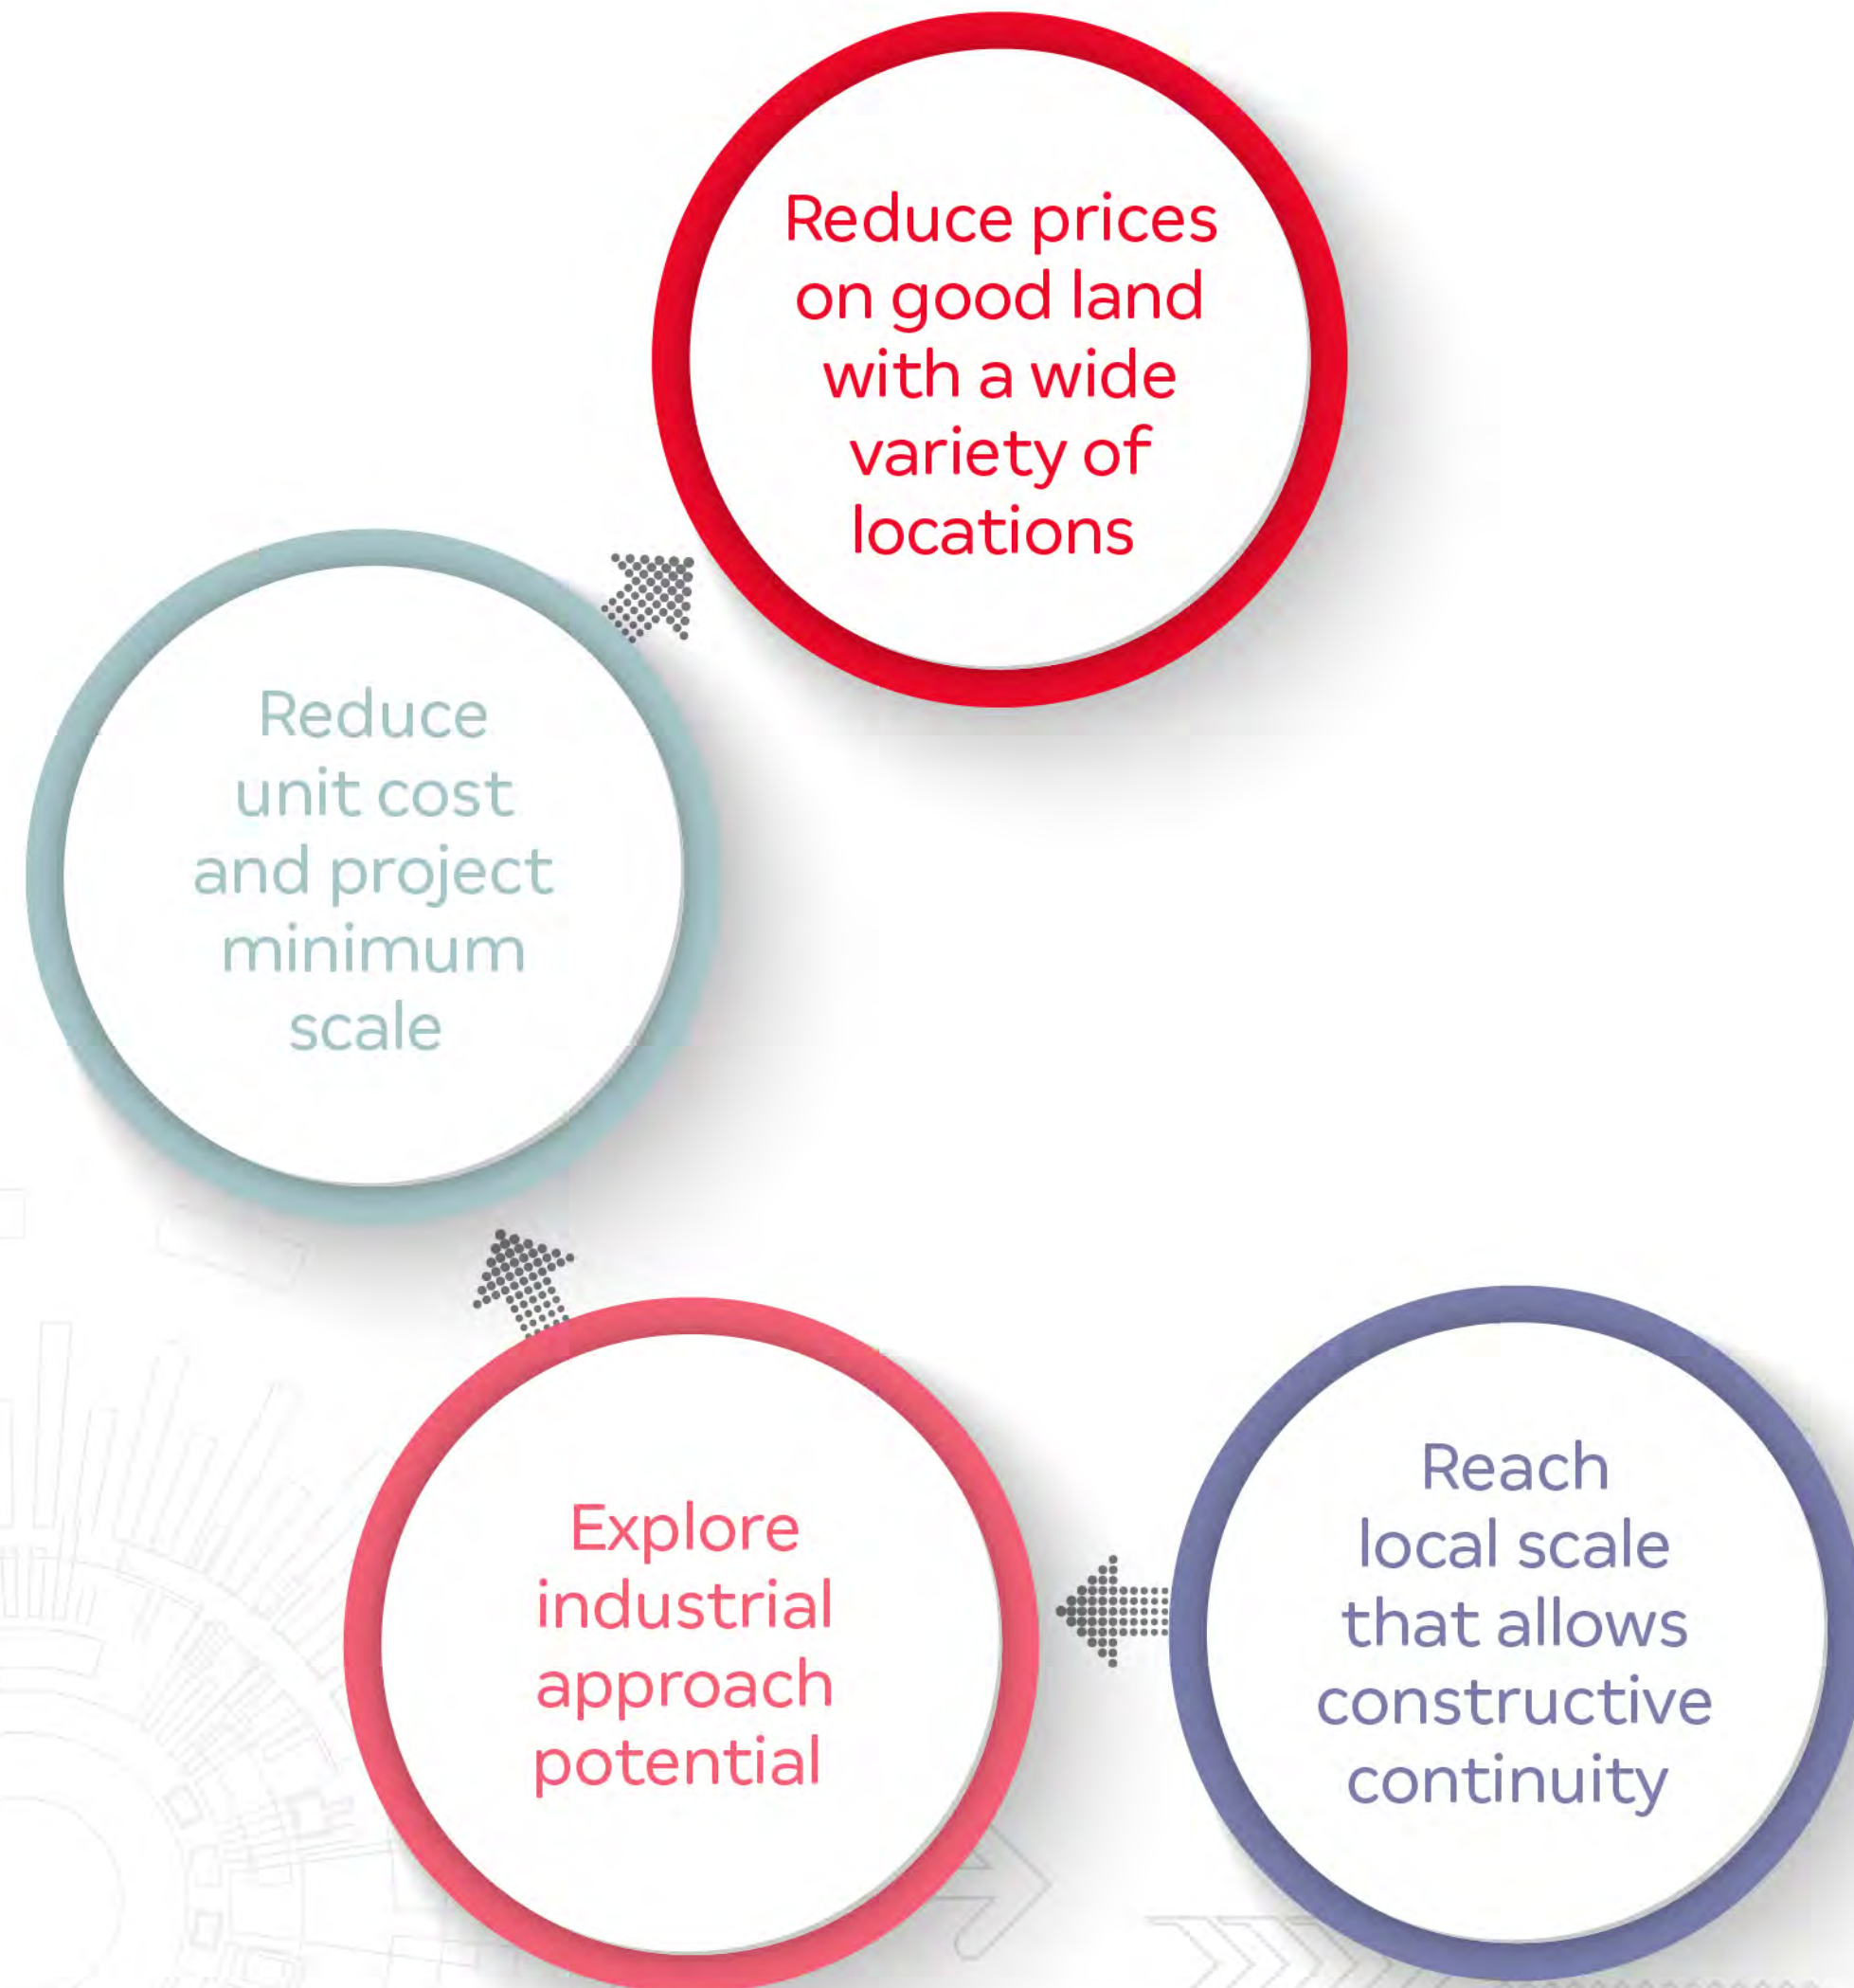 Reduce prices
on good land
with a wide
variety of
locations
Reduce
unit cost
and project
minimum
scale
Explore
industrial
approach
potential
Reach
local scale
that allows
constructive
continuity